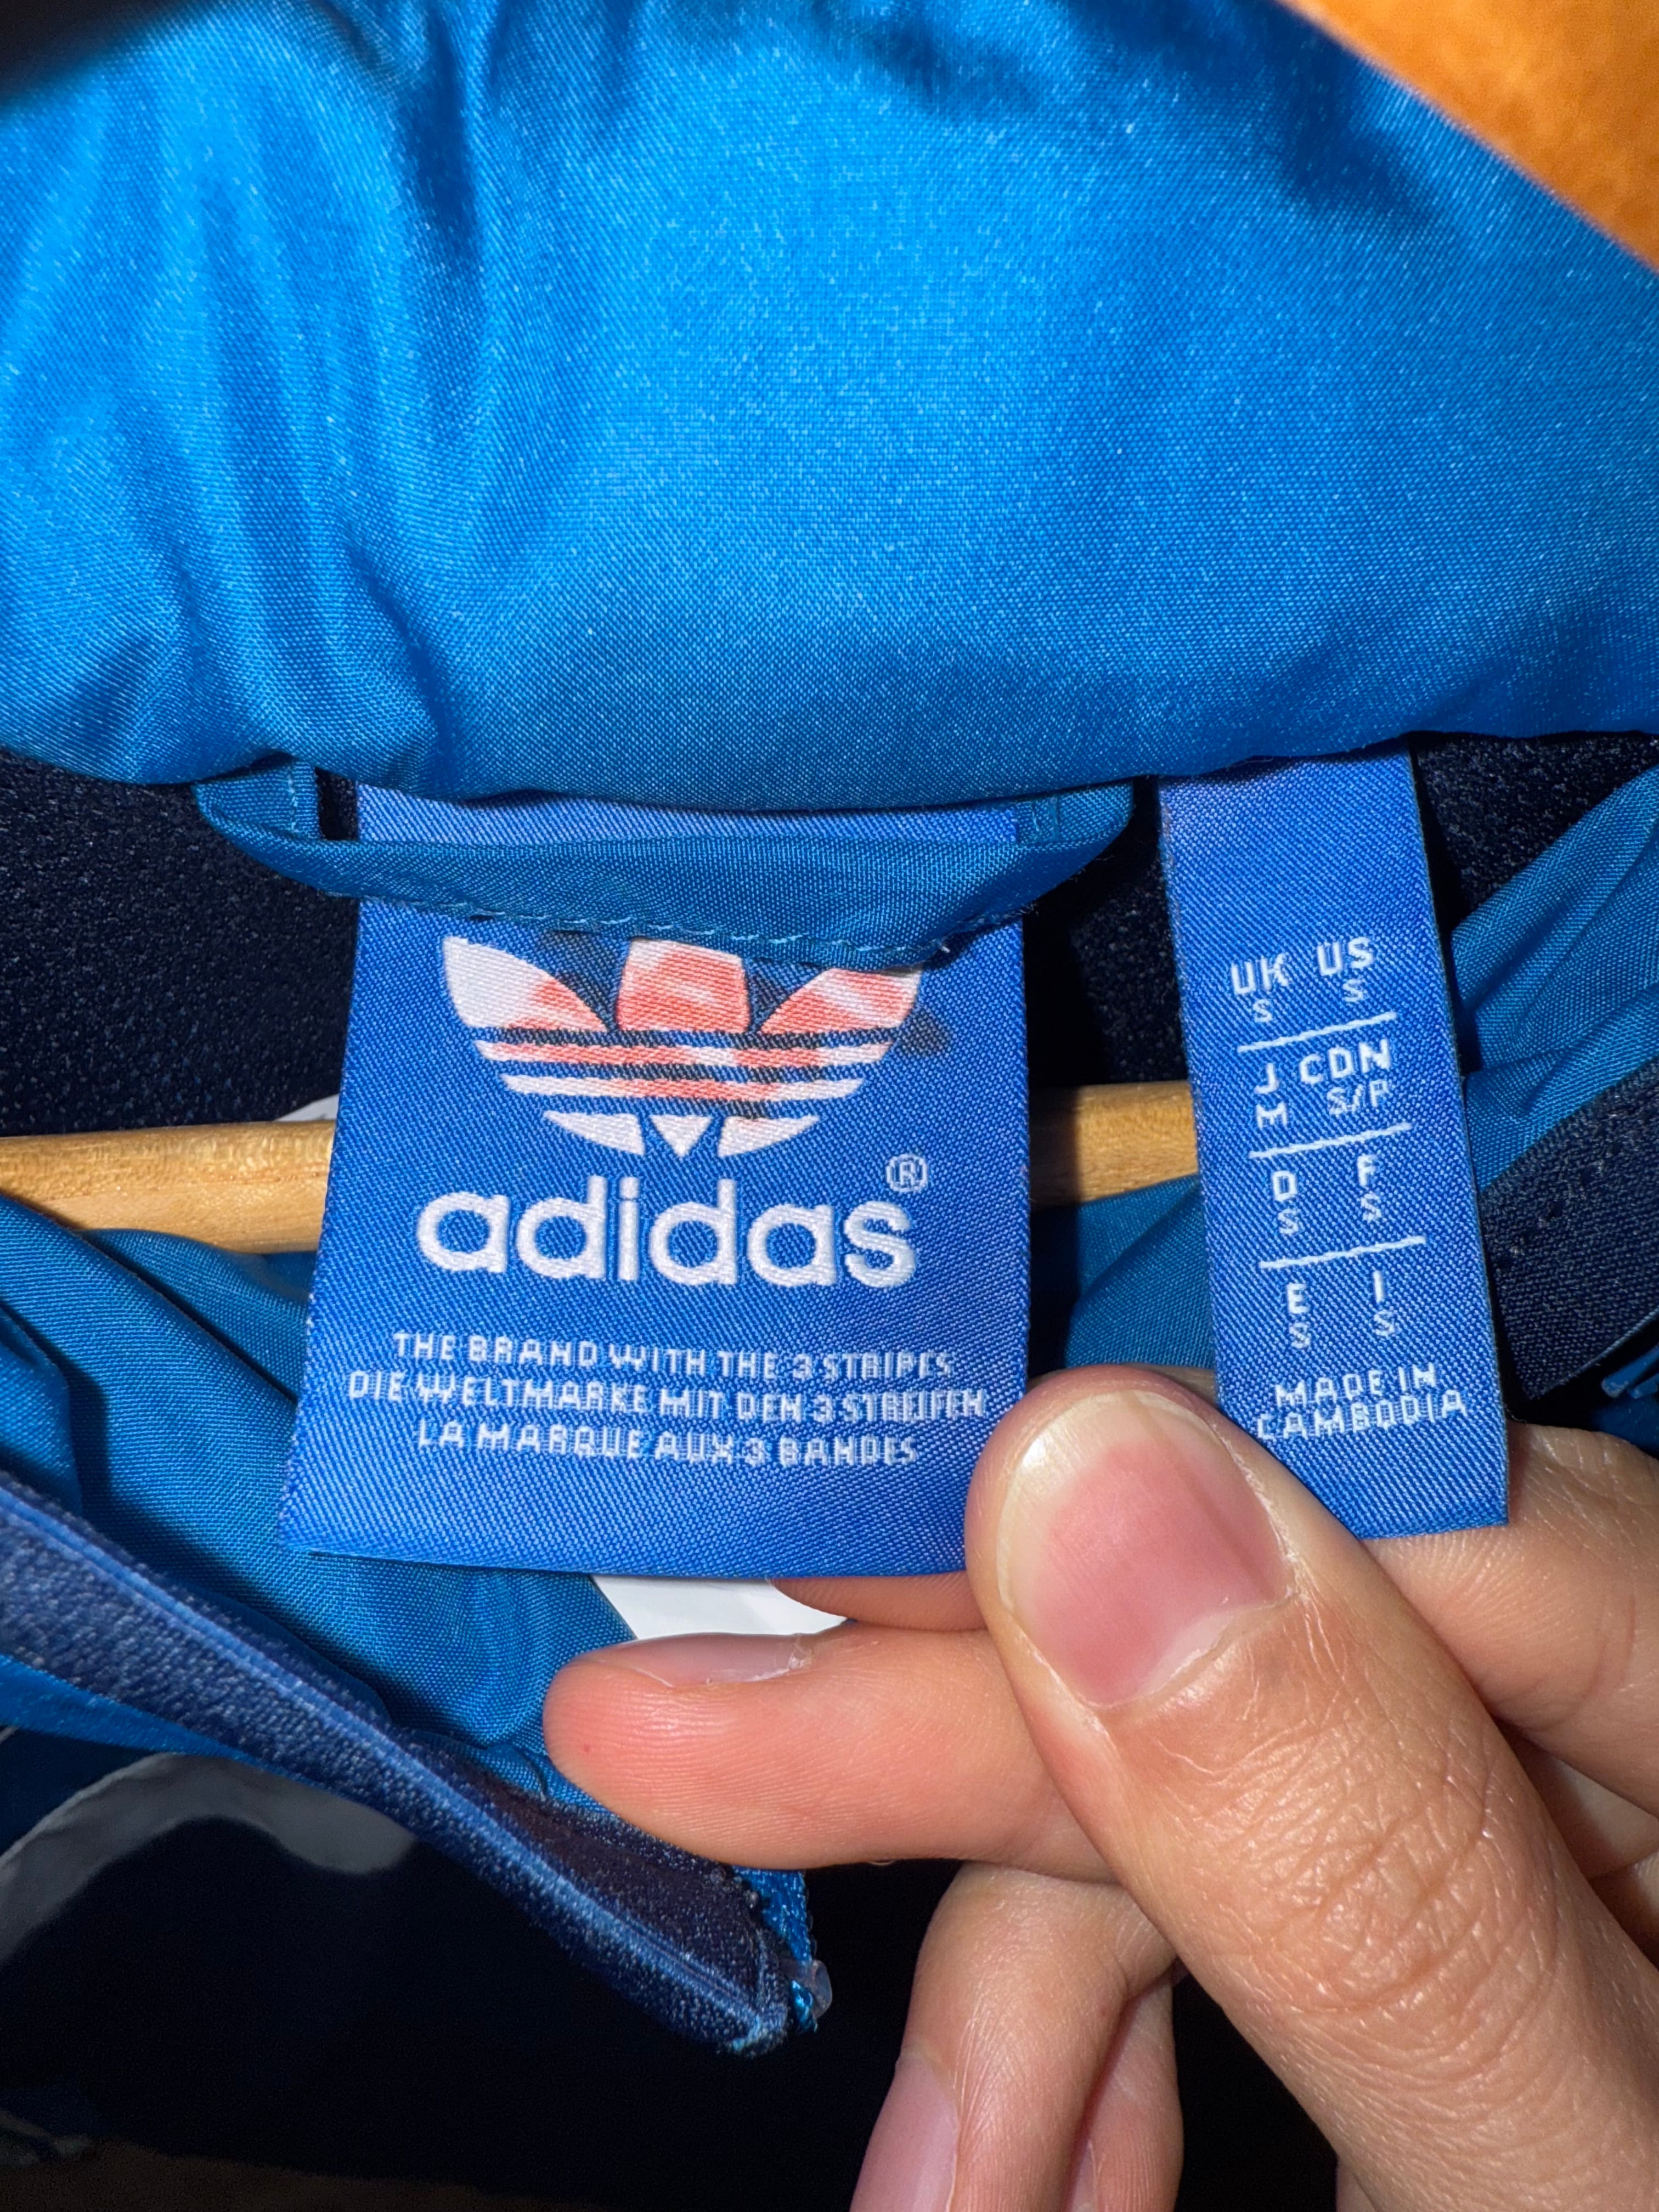 adidas®
THE BRAND WITH THE 3 STRIPES
DIE WELTMARKE MIT DEN 3 STREIFEN
LA MARQUE AUX 3 BANDES
UK US
S S
J CDN
M S/P
D F
S S
E I
S S
MADE IN
CAMBODIA